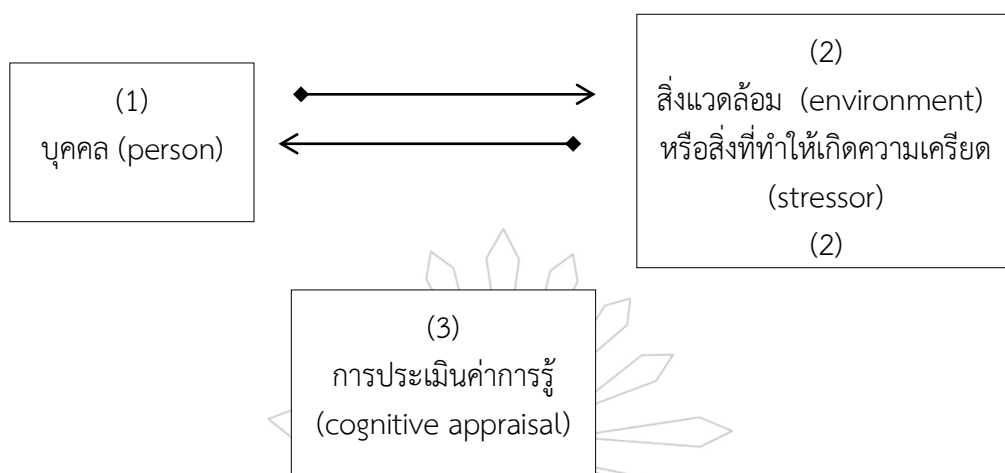 (1)
บุคคล (person)
(2)
สิ่งแวดล้อม (environment)
หรือสิ่งที่ทำให้เกิดความเครียด
(stressor)
(2)
(3)
การประเมินค่าการรู้
(cognitive appraisal)